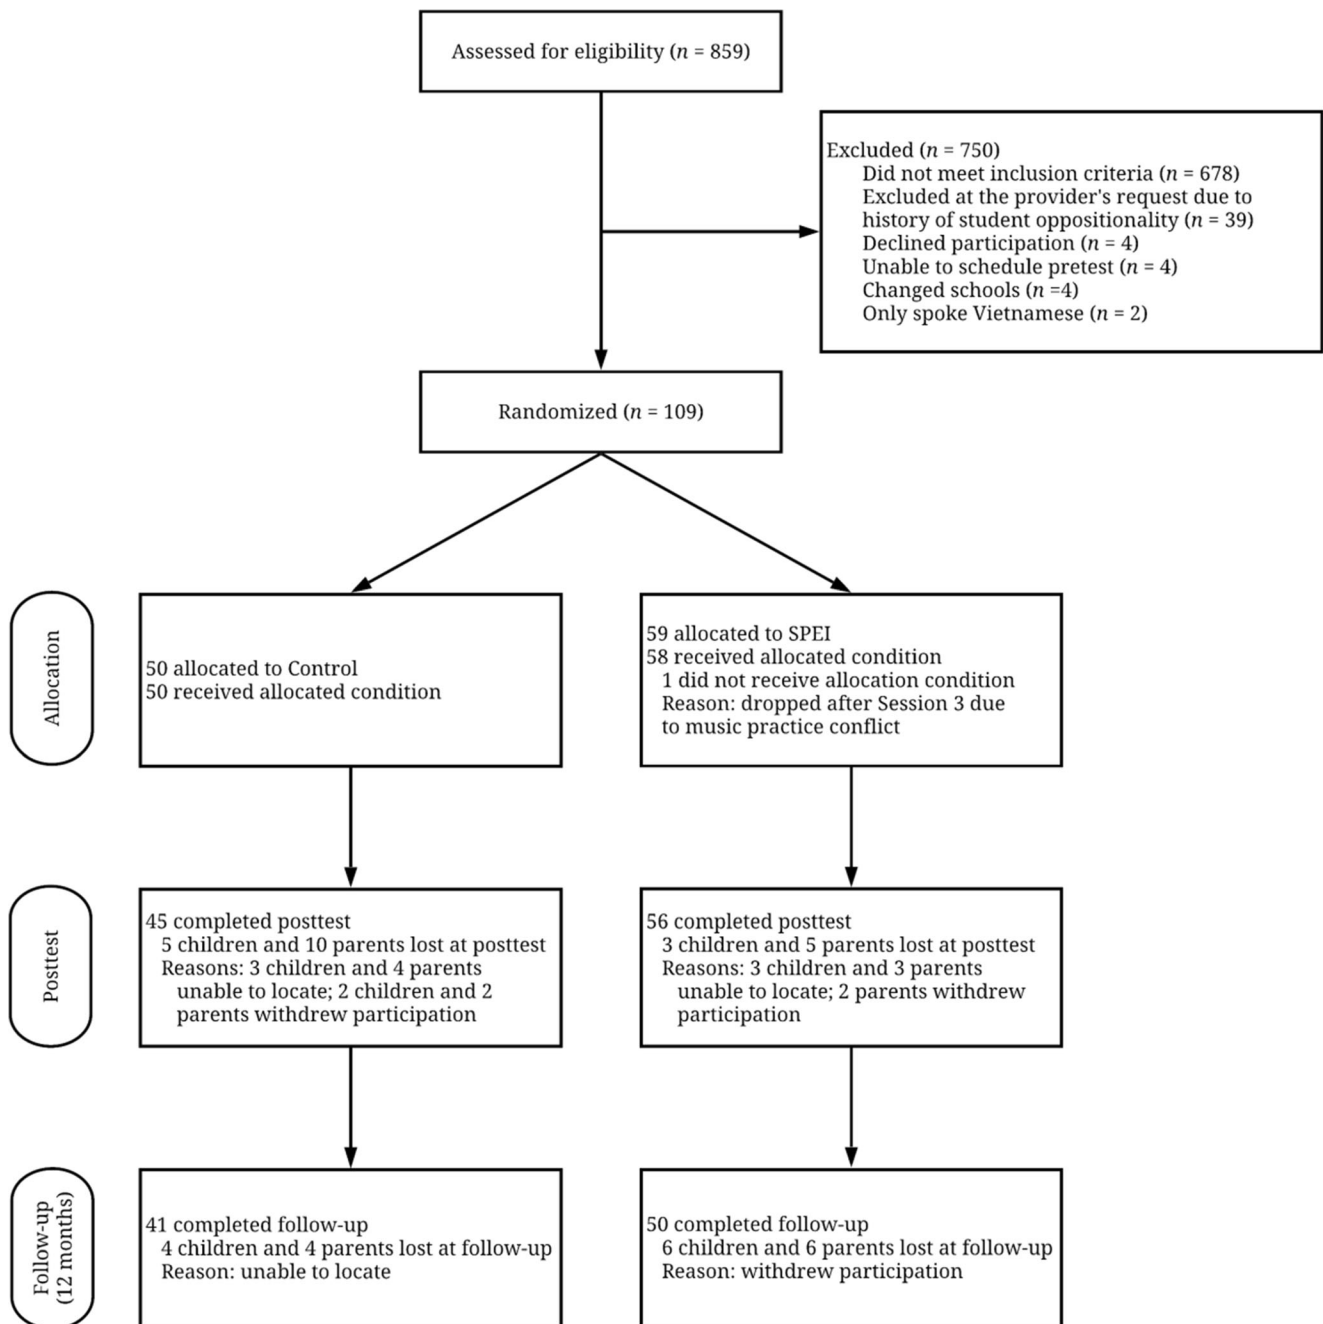 Assessed for eligibility (n = 859)
Excluded (n = 750)
Did not meet inclusion criteria (n = 678)
Excluded at the provider's request due to
history of student oppositionality (n = 39)
Declined participation (n = 4)
Unable to schedule pretest (n = 4)
Changed schools (n =4)
Only spoke Vietnamese (n = 2)
Randomized (n = 109)
Allocation
50 allocated to Control
50 received allocated condition
59 allocated to SPEI
58 received allocated condition
1 did not receive allocation condition
Reason: dropped after Session 3 due
to music practice conflict
Posttest
45 completed posttest
5 children and 10 parents lost at posttest
Reasons: 3 children and 4 parents
unable to locate; 2 children and 2
parents withdrew participation
56 completed posttest
3 children and 5 parents lost at posttest
Reasons: 3 children and 3 parents
unable to locate; 2 parents withdrew
participation
Follow-up
(12 months)
41 completed follow-up
4 children and 4 parents lost at follow-up
Reason: unable to locate
50 completed follow-up
6 children and 6 parents lost at follow-up
Reason: withdrew participation